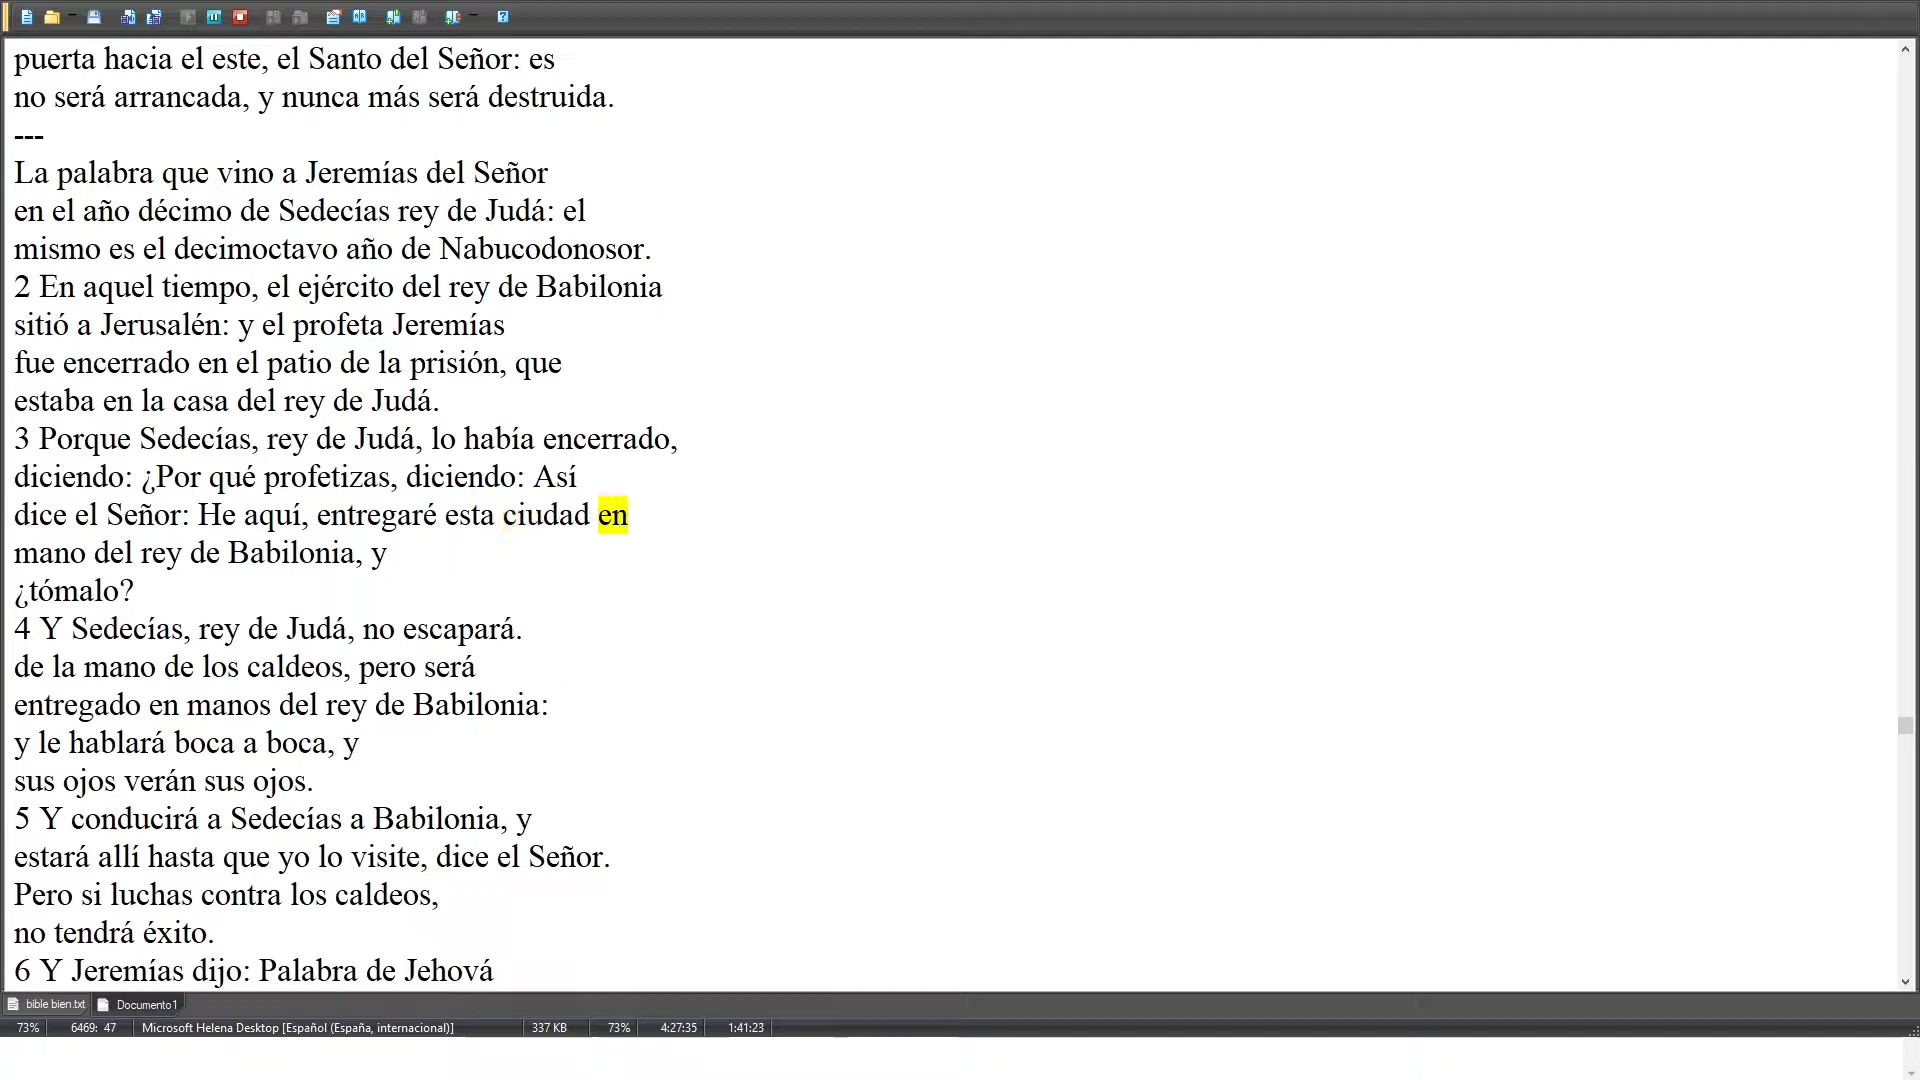 puerta hacia el este, el Santo del Señor: es
no será arrancada, y nunca más será destruida.
---
La palabra que vino a Jeremías del Señor
en el año décimo de Sedecías rey de Judá: el
mismo es el decimoctavo año de Nabucodonosor.
2 En aquel tiempo, el ejército del rey de Babilonia
sitió a Jerusalén: y el profeta Jeremías
fue encerrado en el patio de la prisión, que
estaba en la casa del rey de Judá.
3 Porque Sedecías, rey de Judá, lo había encerrado,
diciendo: ¿Por qué profetizas, diciendo: Así
dice el Señor: He aquí, entregaré esta ciudad en
mano del rey de Babilonia, y
¿tómalo?
4 Y Sedecías, rey de Judá, no escapará.
de la mano de los caldeos, pero será
entregado en manos del rey de Babilonia:
y le hablará boca a boca, y
sus ojos verán sus ojos.
5 Y conducirá a Sedecías a Babilonia, y
estará allí hasta que yo lo visite, dice el Señor.
Pero si luchas contra los caldeos,
no tendrá éxito.
6 Y Jeremías dijo: Palabra de Jehová
bible bien.txt Documento1
73% 6469: 47 Microsoft Helena Desktop [Español (España, internacional)] 337 KB 73% 4:27:35 1:41:23